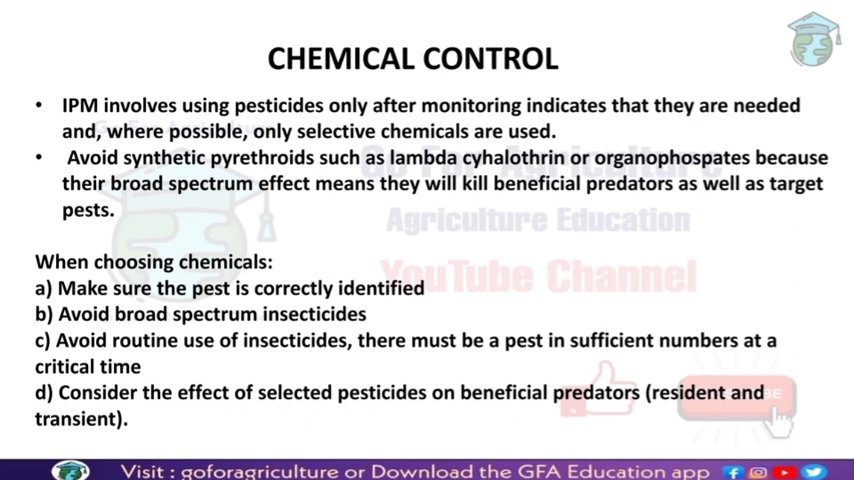 CHEMICAL CONTROL
• IPM involves using pesticides only after monitoring indicates that they are needed
and, where possible, only selective chemicals are used.
• Avoid synthetic pyrethroids such as lambda cyhalothrin or organophospates because
their broad spectrum effect means they will kill beneficial predators as well as target
pests.
Go For Agriculture
Agriculture Education
YouTube Channel
When choosing chemicals:
a) Make sure the pest is correctly identified
b) Avoid broad spectrum insecticides
c) Avoid routine use of insecticides, there must be a pest in sufficient numbers at a
critical time
d) Consider the effect of selected pesticides on beneficial predators (resident and
transient).
Visit : goforagriculture or Download the GFA Education app